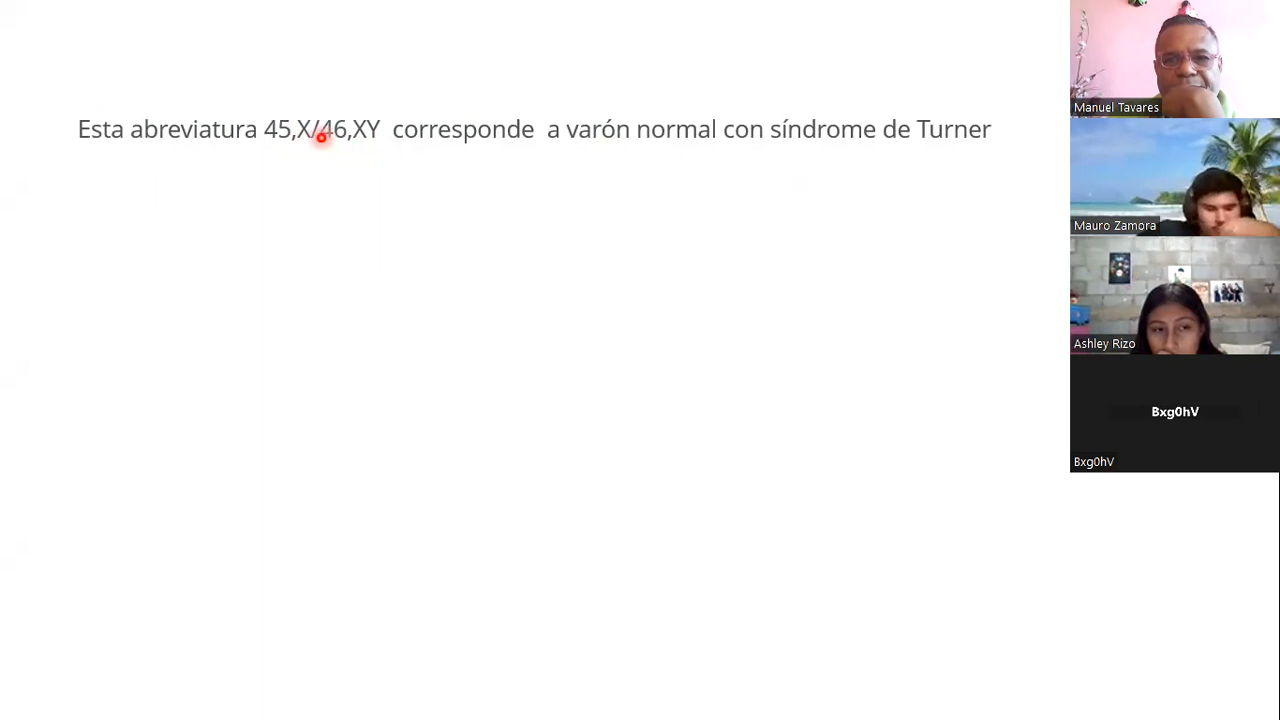 Esta abreviatura 45,X/46,XY corresponde a varón normal con síndrome de Turner
Manuel Tavares
Mauro Zamora
Ashley Rizo
Bxg0hV
Bxg0hV